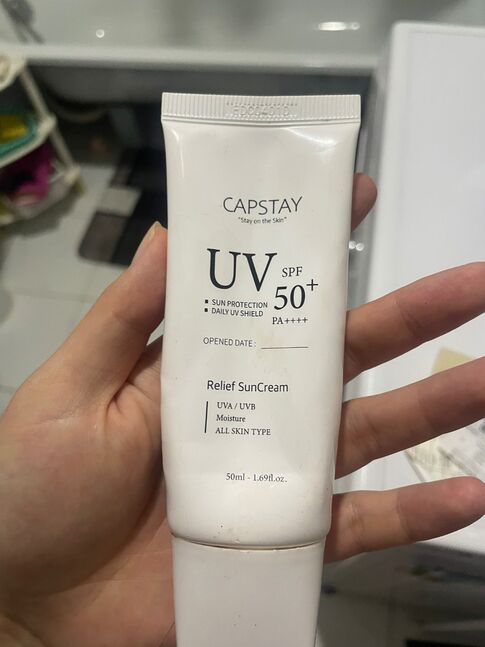 CAPSTAY
"Stay on the Skin"
UV SPF 50+
PA++++
▪ SUN PROTECTION
▪ DAILY UV SHIELD
OPENED DATE : ________
Relief SunCream
UVA / UVB
Moisture
ALL SKIN TYPE
50ml - 1.69fl.oz.